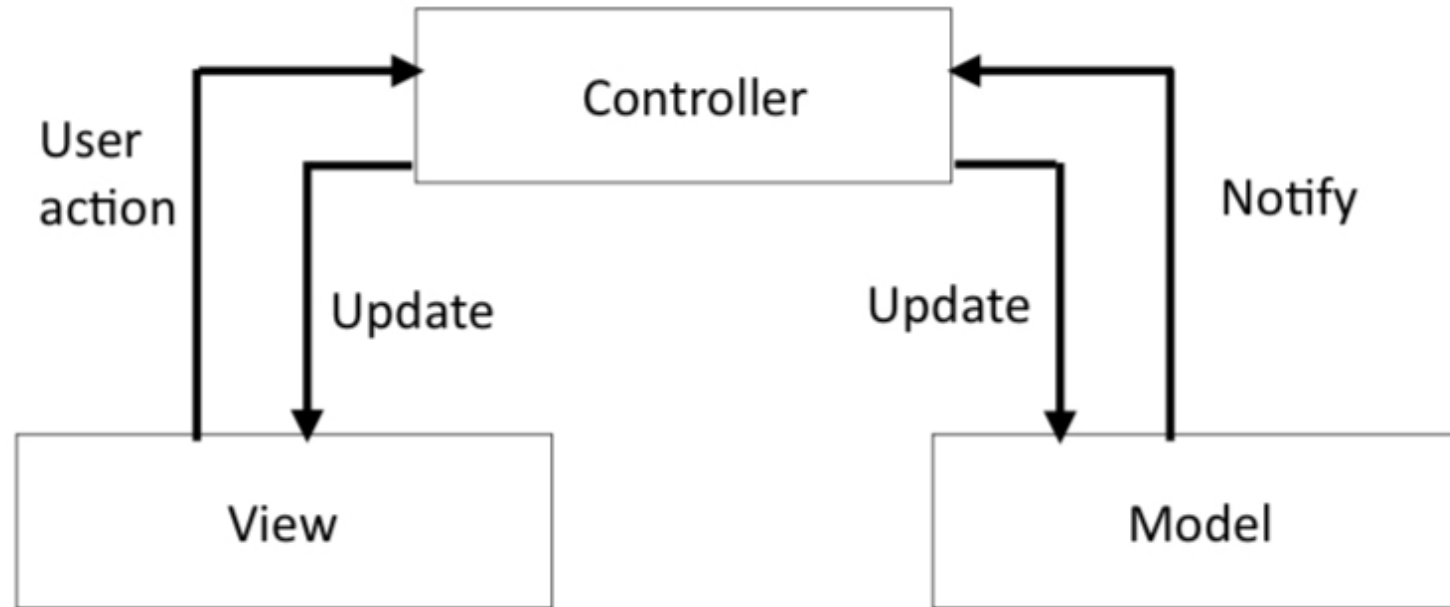 Controller
User
action
Notify
Update
Update
View
Model